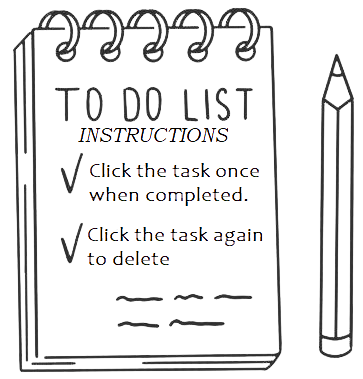 TO DO LIST
INSTRUCTIONS
Click the task once
when completed.
Click the task again
to delete